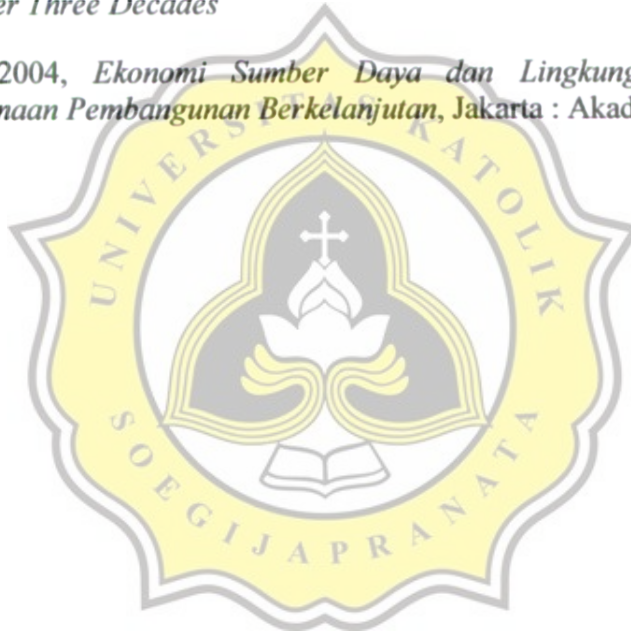 er Three Decades
2004, Ekonomi Sumber Daya dan Lingkung
naan Pembangunan Berkelanjutan, Jakarta : Akad
UNIVERSITAS KATOLIK
SOEGIJAPRANATA